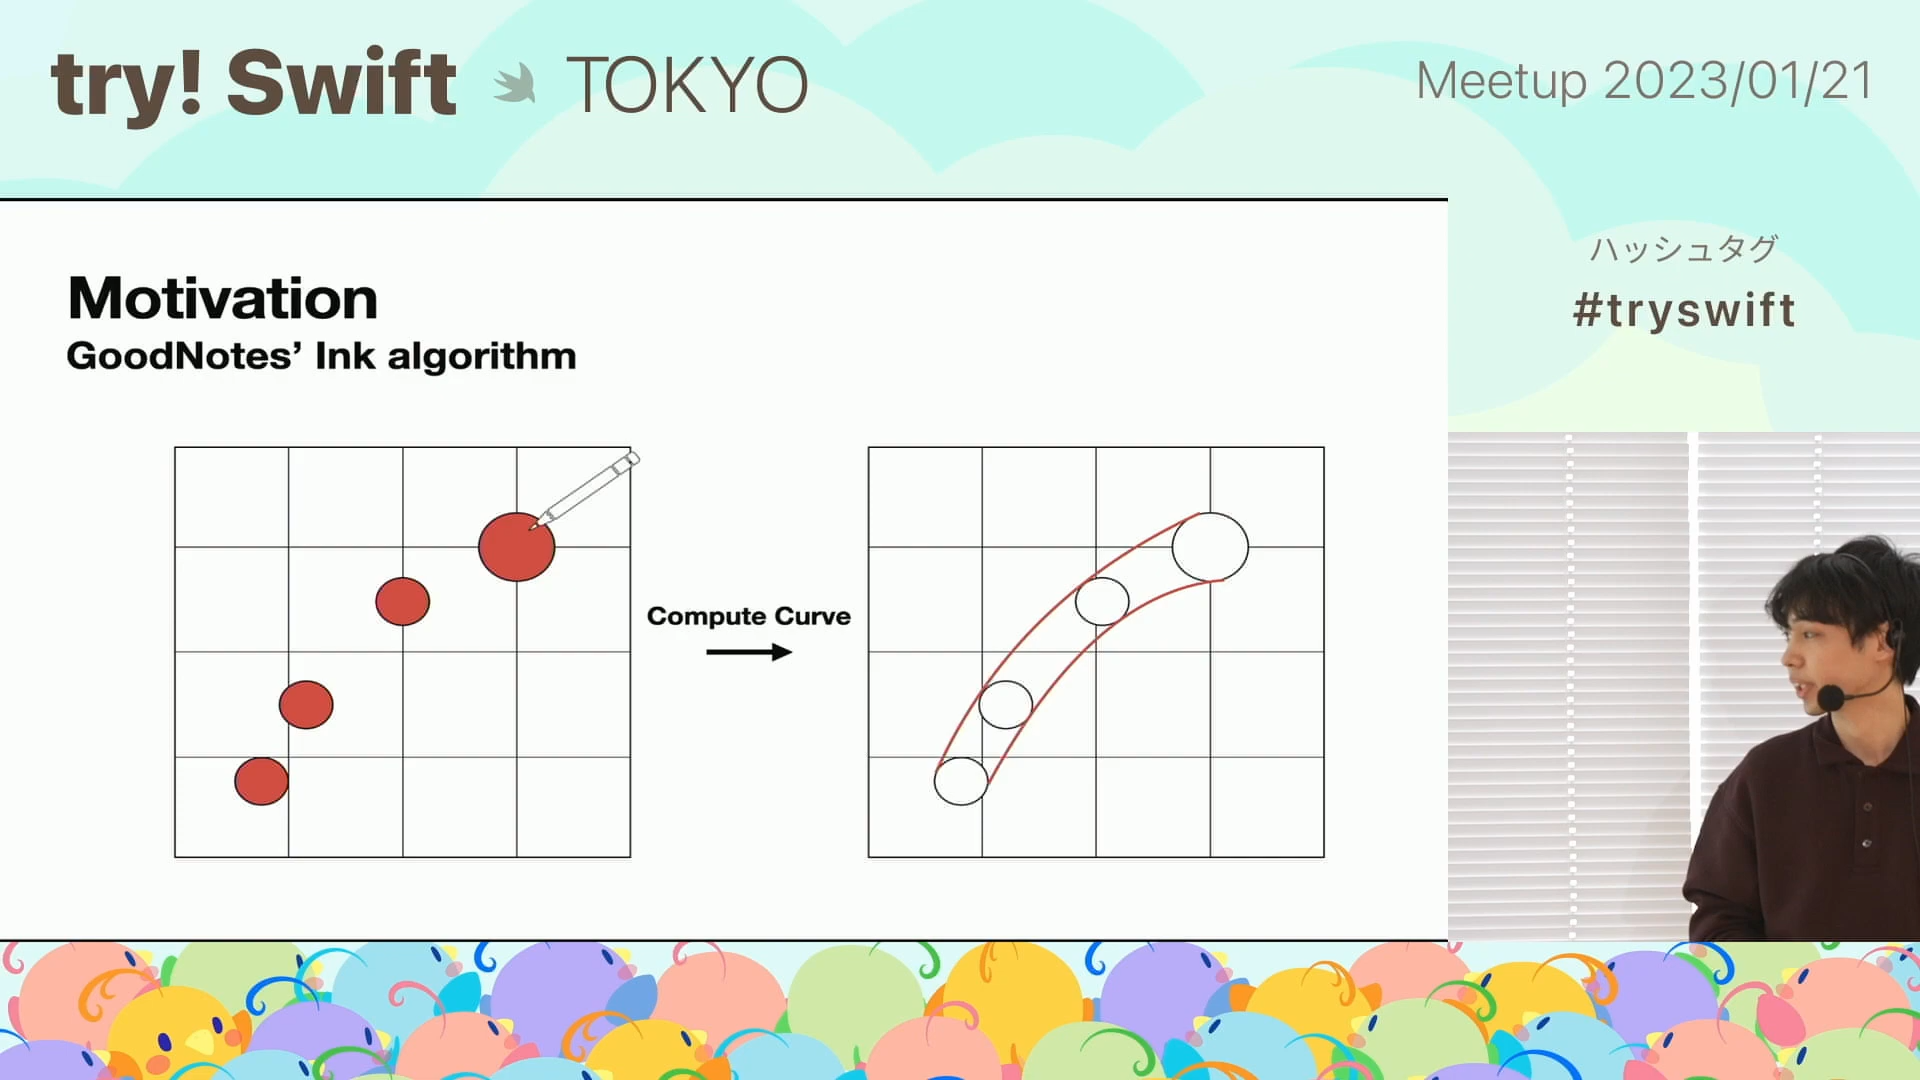 try! Swift TOKYO
Meetup 2023/01/21
ハッシュタグ
#tryswift
Motivation
GoodNotes’ Ink algorithm
Compute Curve